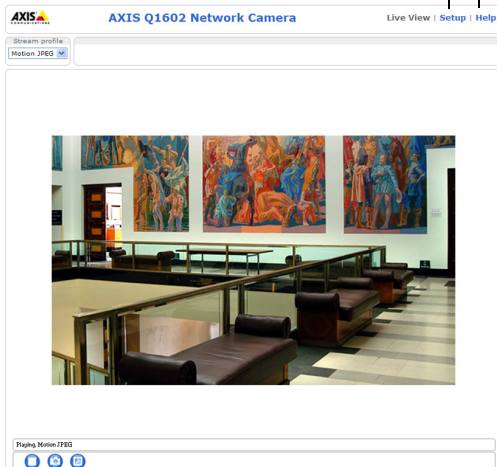 AXIS
COMMUNICATIONS
AXIS Q1602 Network Camera
Live View | Setup | Help
Stream profile
Motion JPEG
Playing, Motion JPEG